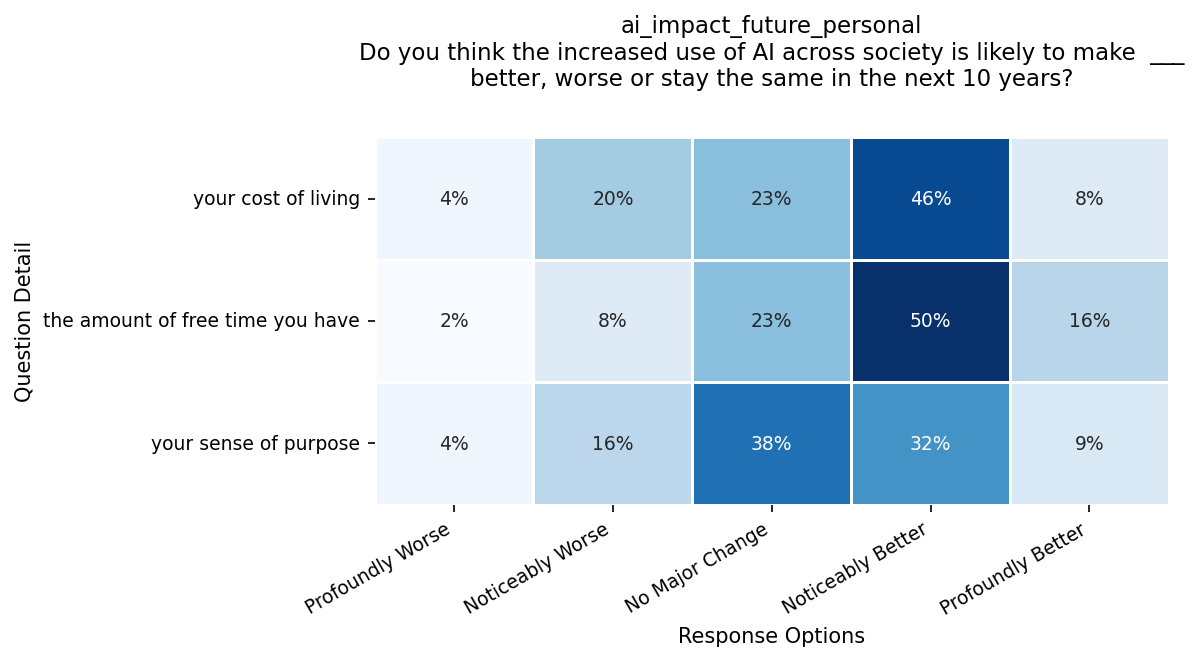 ai_impact_future_personal
Do you think the increased use of AI across society is likely to make ___
better, worse or stay the same in the next 10 years?
Question Detail
your cost of living
4% 20% 23% 46% 8%
the amount of free time you have
2% 8% 23% 50% 16%
your sense of purpose
4% 16% 38% 32% 9%
Profoundly Worse
Noticeably Worse
No Major Change
Noticeably Better
Profoundly Better
Response Options